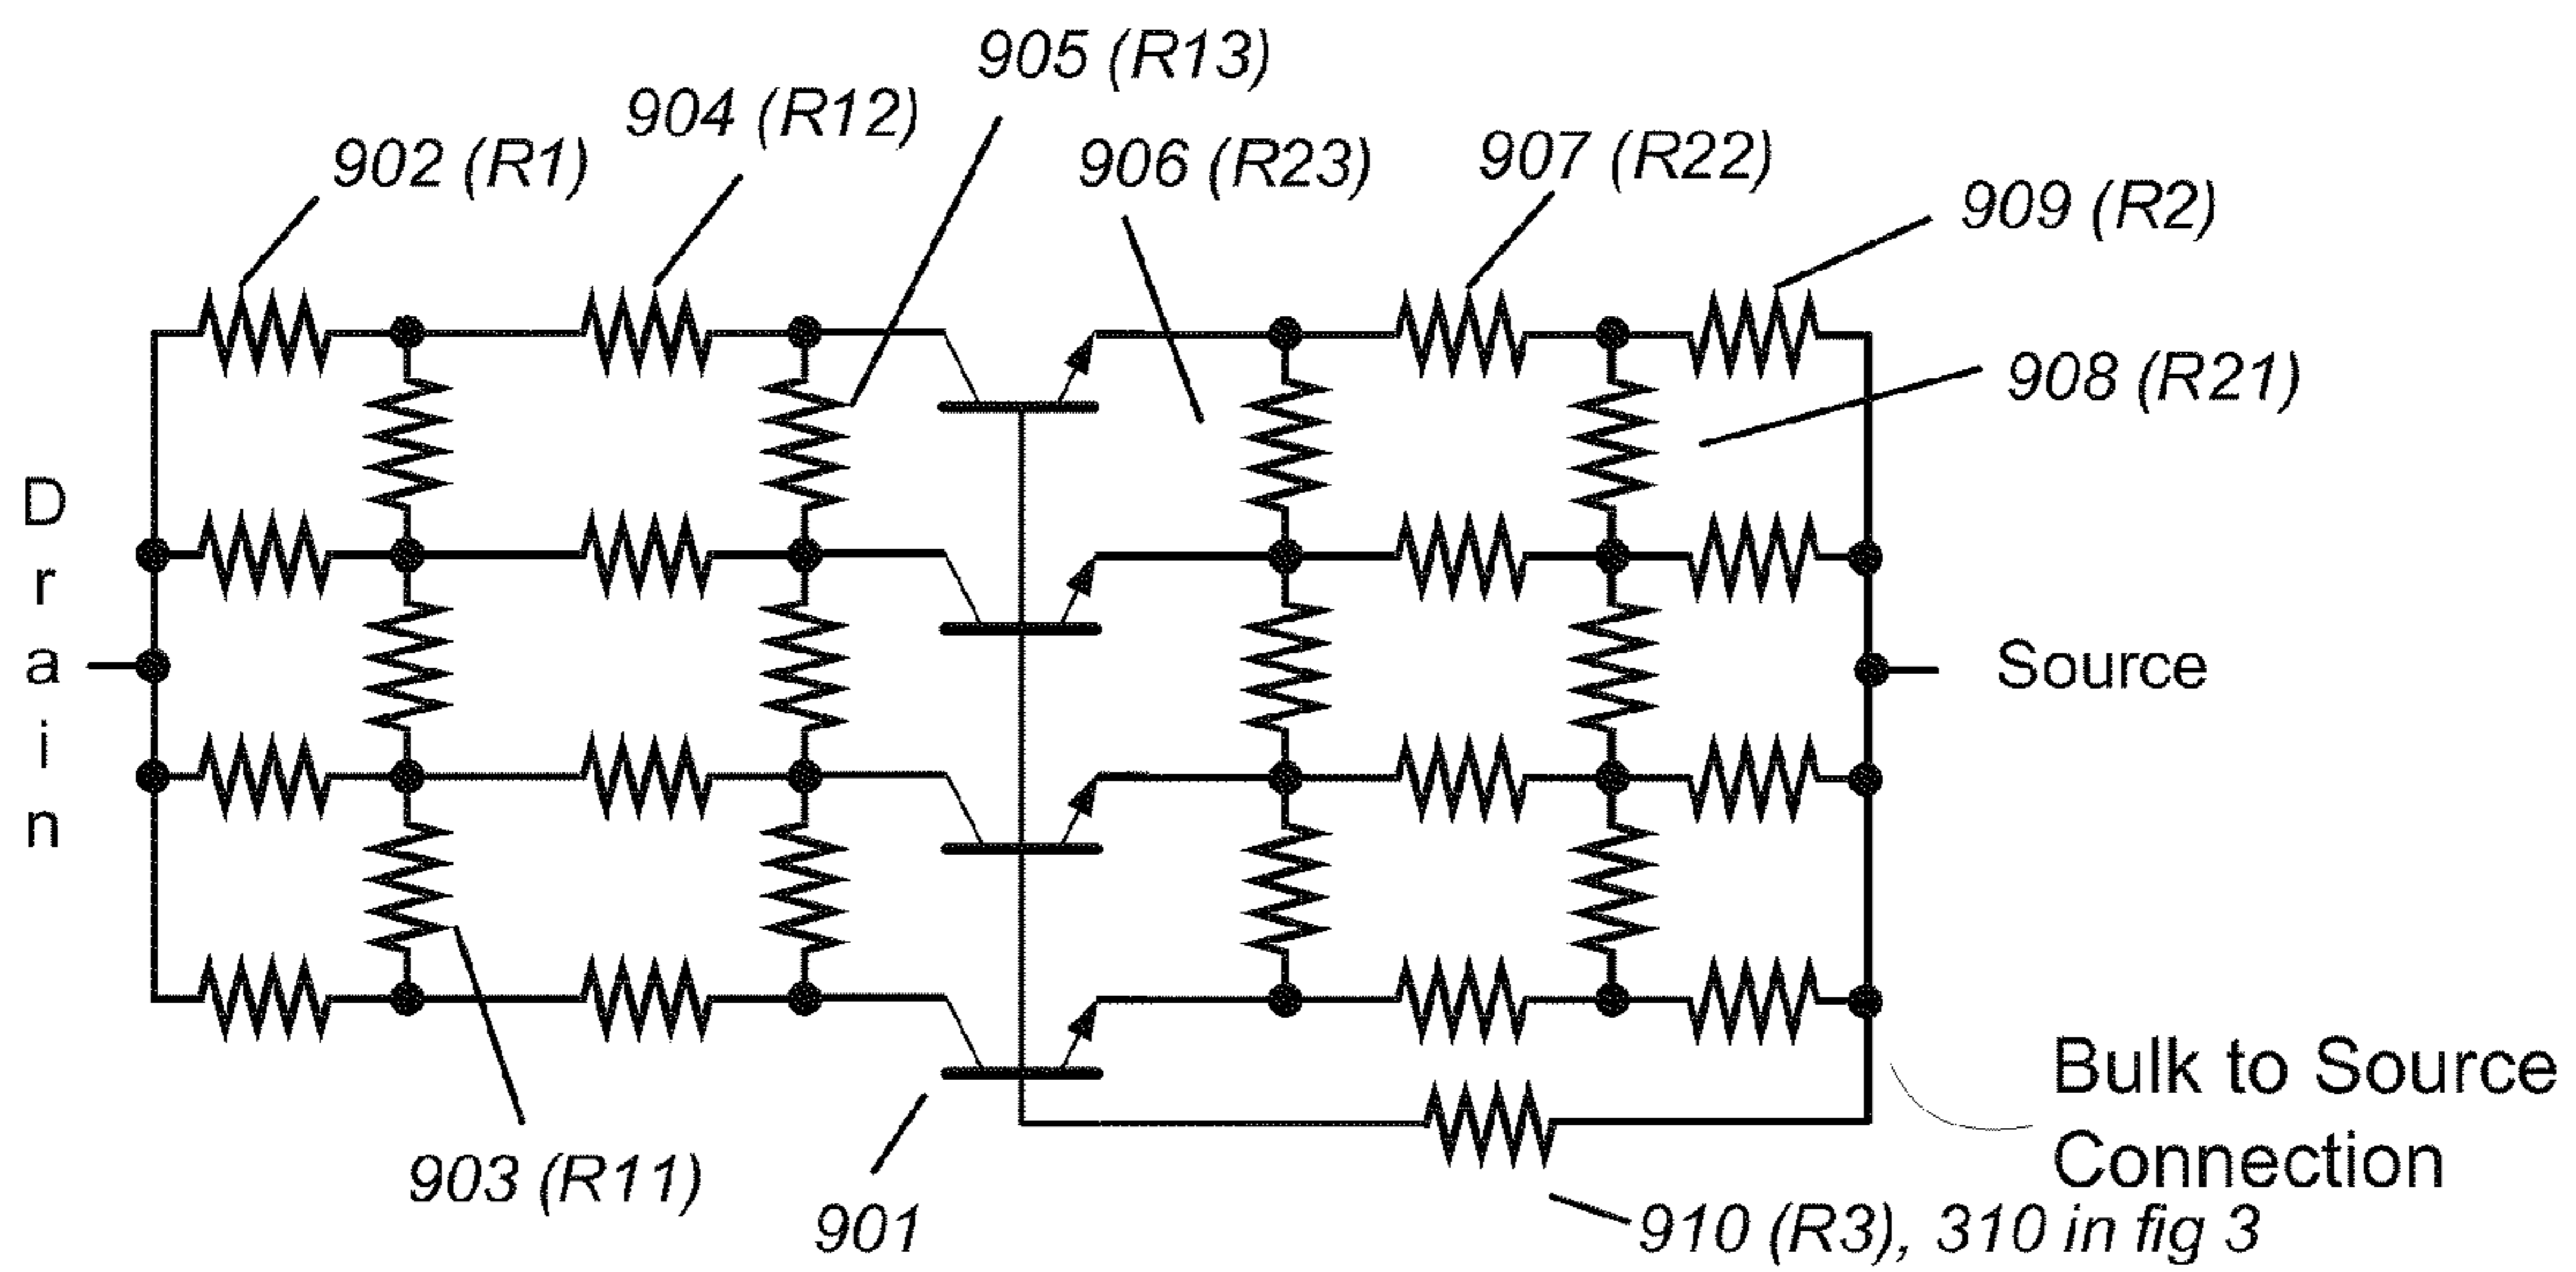 905 (R13)
904 (R12)
902 (R1)
906 (R23)
907 (R22)
909 (R2)
908 (R21)
Drain
Source
Bulk to Source
Connection
903 (R11)
901
910 (R3), 310 in fig 3